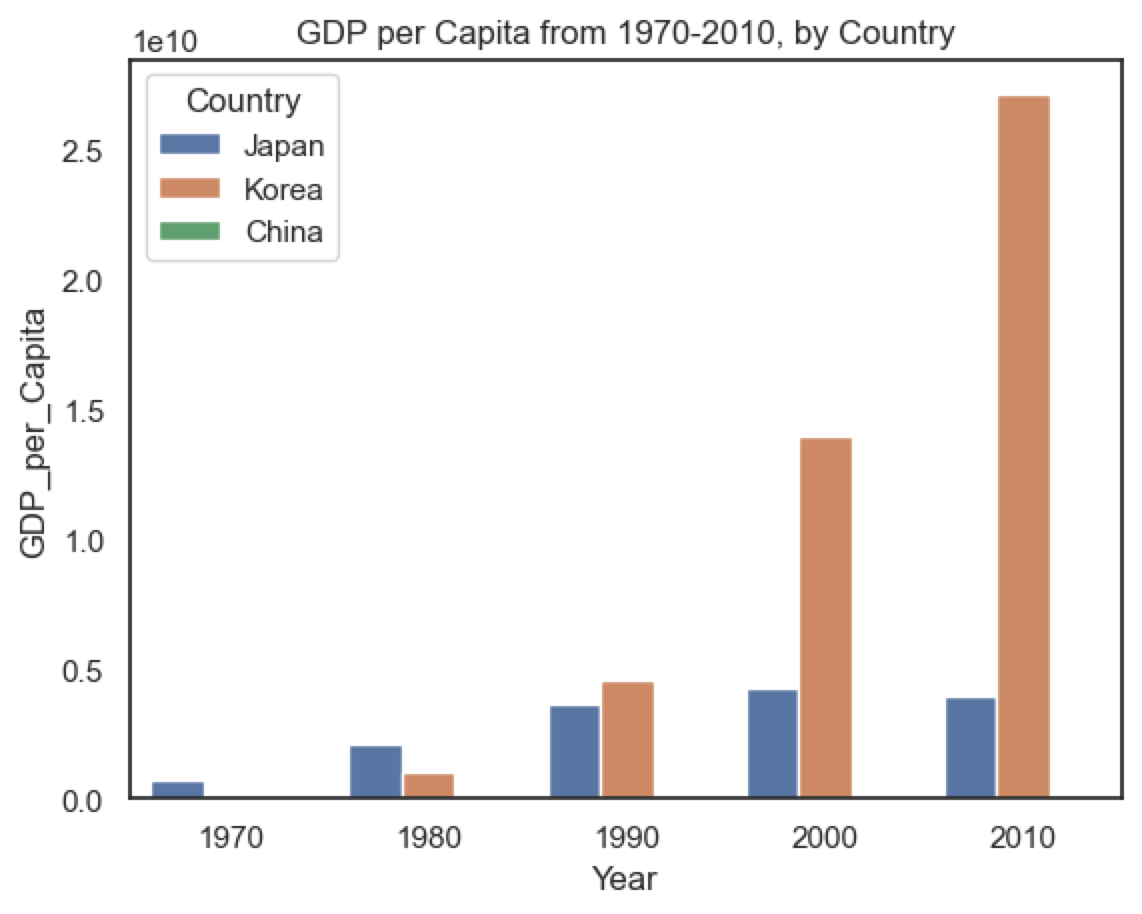 GDP per Capita from 1970-2010, by Country
1e10
Country
Japan
Korea
China
2.5
2.0
1.5
1.0
0.5
0.0
GDP_per_Capita
1970 1980 1990 2000 2010
Year